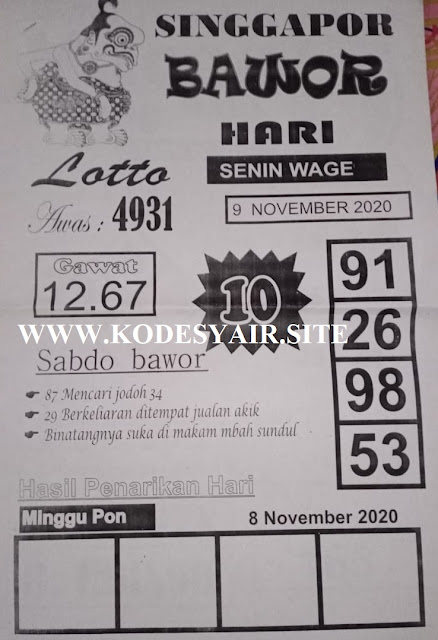 SINGGAPOR
BAWOR
HARI
Lotto
SENIN WAGE
Awas : 4931
9 NOVEMBER 2020
Gawat
12.67
10
91
26
98
53
WWW.KODESYAIR.SITE
Sabdo bawor
87 Mencari jodoh 34
29 Berkeliaran ditempat jualan akik
Binatangnya suka di makam mbah sundul
Hasil Penarikan Hari
Minggu Pon
8 November 2020